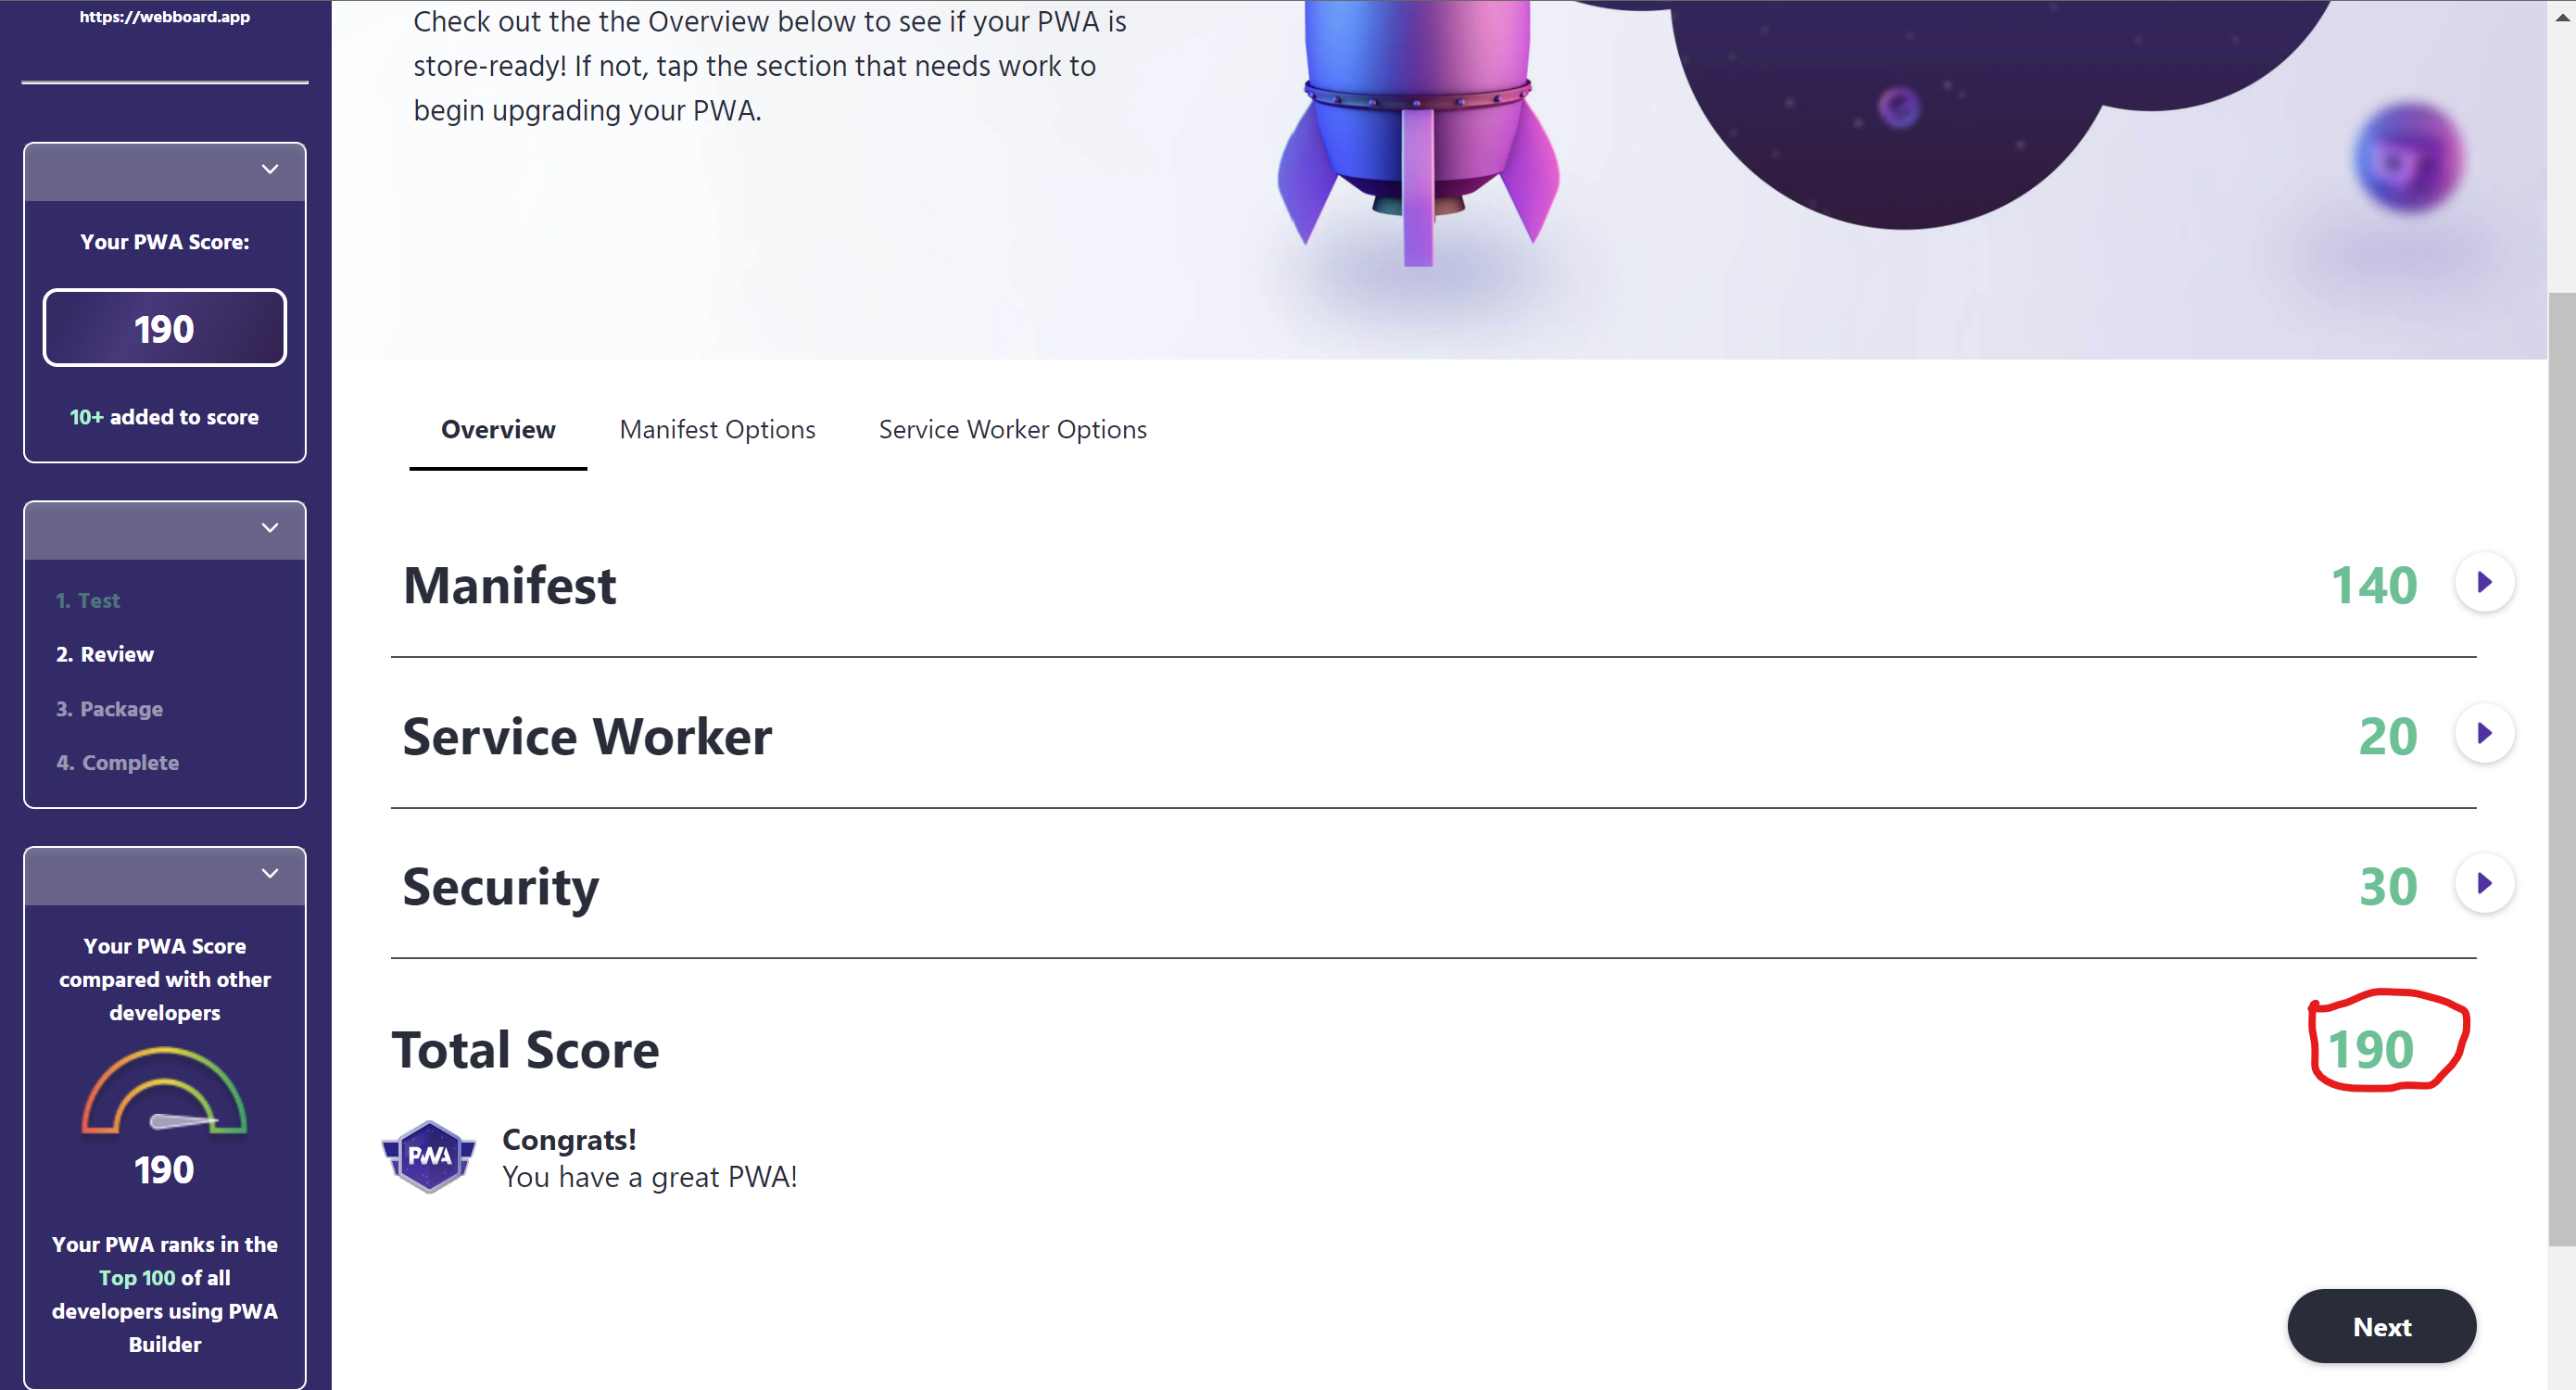 https://webboard.app
Your PWA Score:
190
10+ added to score
1. Test
2. Review
3. Package
4. Complete
Your PWA Score
compared with other
developers
190
Your PWA ranks in the
Top 100 of all
developers using PWA
Builder
Check out the the Overview below to see if your PWA is
store-ready! If not, tap the section that needs work to
begin upgrading your PWA.
Overview Manifest Options Service Worker Options
Manifest 140
Service Worker 20
Security 30
Total Score 190
PWA
Congrats!
You have a great PWA!
Next